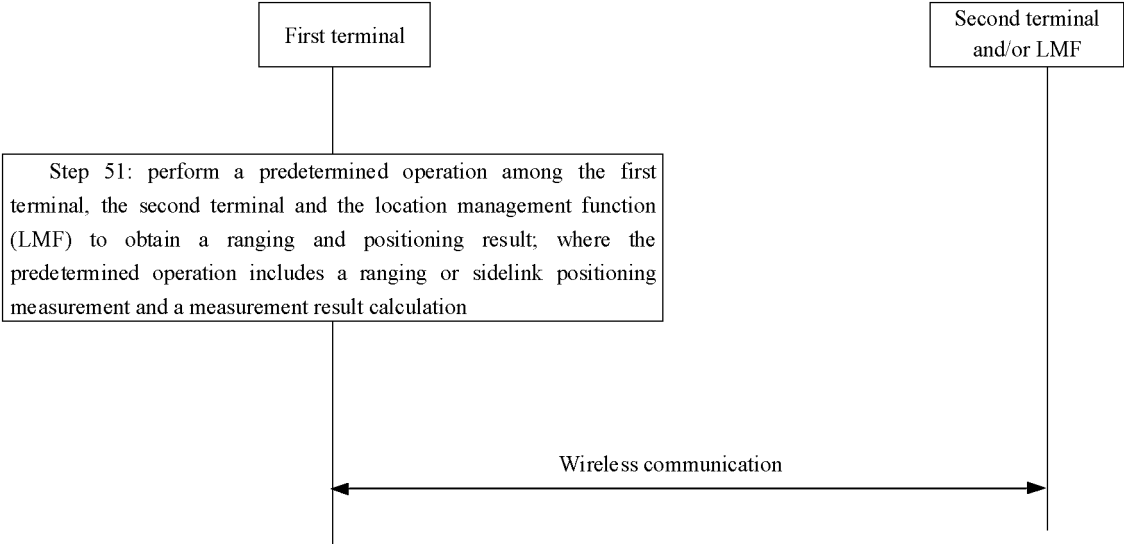 First terminal
Second terminal
and/or LMF
Step 51: perform a predetermined operation among the first
terminal, the second terminal and the location management function
(LMF) to obtain a ranging and positioning result; where the
predetermined operation includes a ranging or sidelink positioning
measurement and a measurement result calculation
Wireless communication